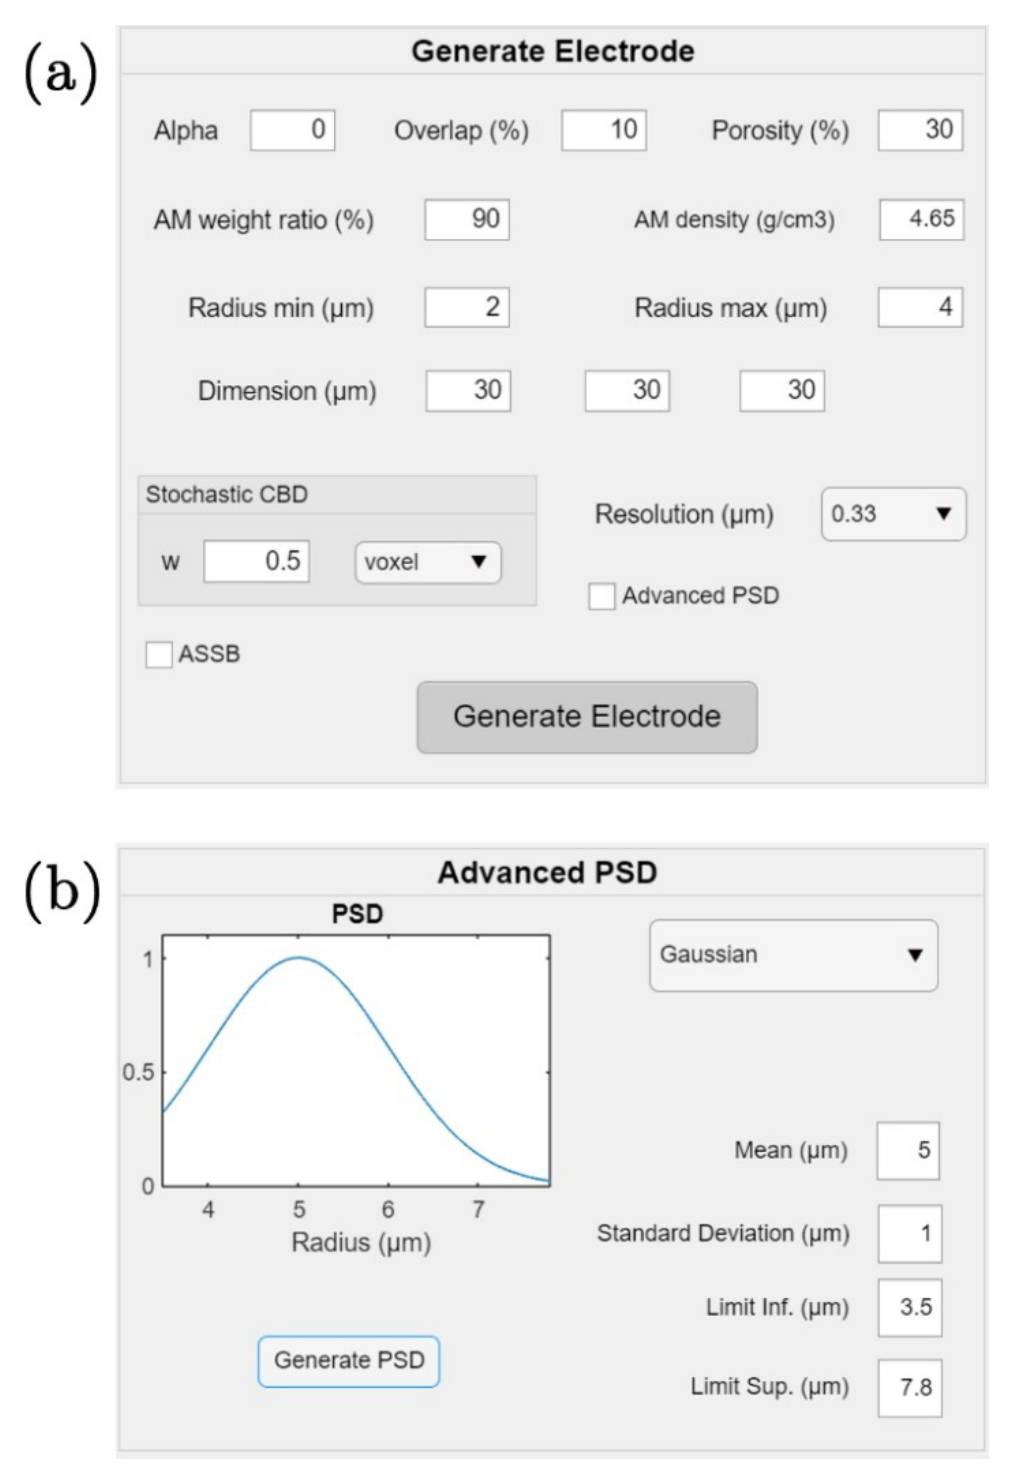 (a)
Generate Electrode
Alpha 0 Overlap (%) 10 Porosity (%) 30
AM weight ratio (%) 90 AM density (g/cm3) 4.65
Radius min (µm) 2 Radius max (µm) 4
Dimension (µm) 30 30 30
Stochastic CBD
Resolution (µm) 0.33
w 0.5 voxel
Advanced PSD
ASSB
Generate Electrode
(b)
Advanced PSD
PSD
Gaussian
1
0.5
0
4 5 6 7
Radius (µm)
Mean (µm) 5
Standard Deviation (µm) 1
Limit Inf. (µm) 3.5
Generate PSD
Limit Sup. (µm) 7.8